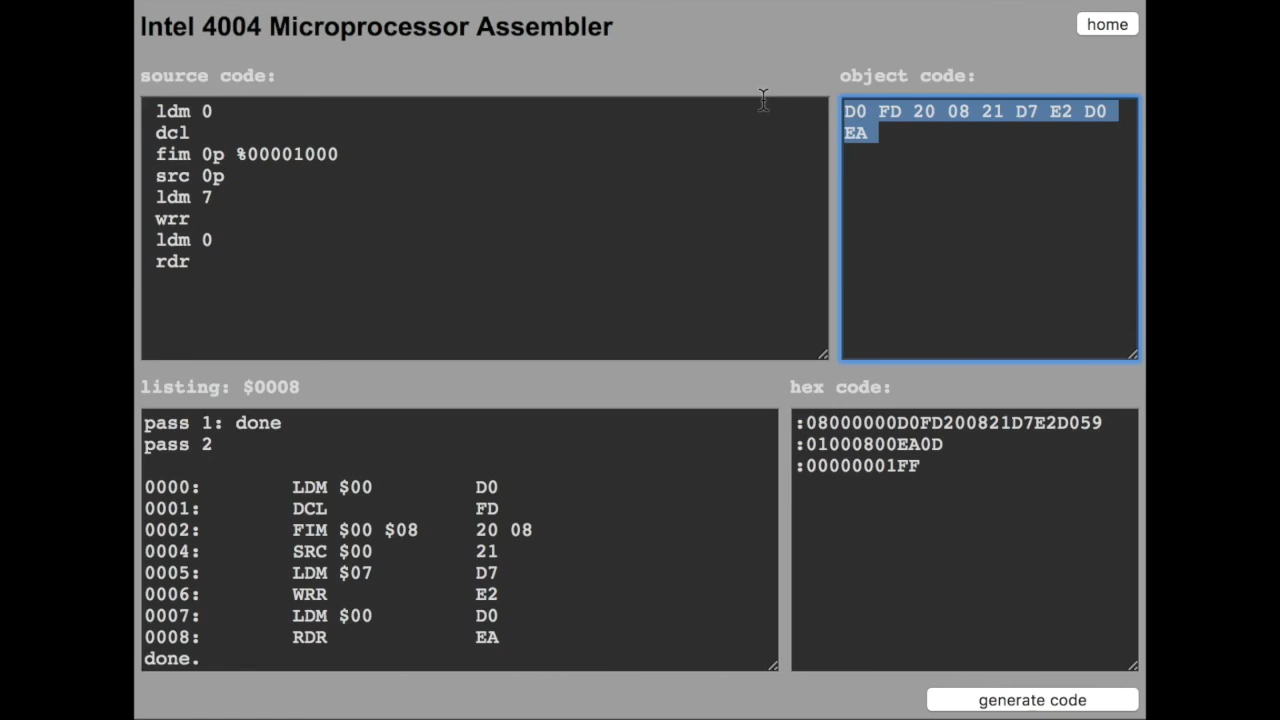 Intel 4004 Microprocessor Assembler
home
source code:
ldm 0
dcl
fim 0p %00001000
src 0p
ldm 7
wrr
ldm 0
rdr
object code:
D0 FD 20 08 21 D7 E2 D0
EA
listing: $0008
pass 1: done
pass 2
0000: LDM $00 D0
0001: DCL FD
0002: FIM $00 $08 20 08
0004: SRC $00 21
0005: LDM $07 D7
0006: WRR E2
0007: LDM $00 D0
0008: RDR EA
done.
hex code:
:08000000D0FD200821D7E2D059
:01000800EA0D
:00000001FF
generate code